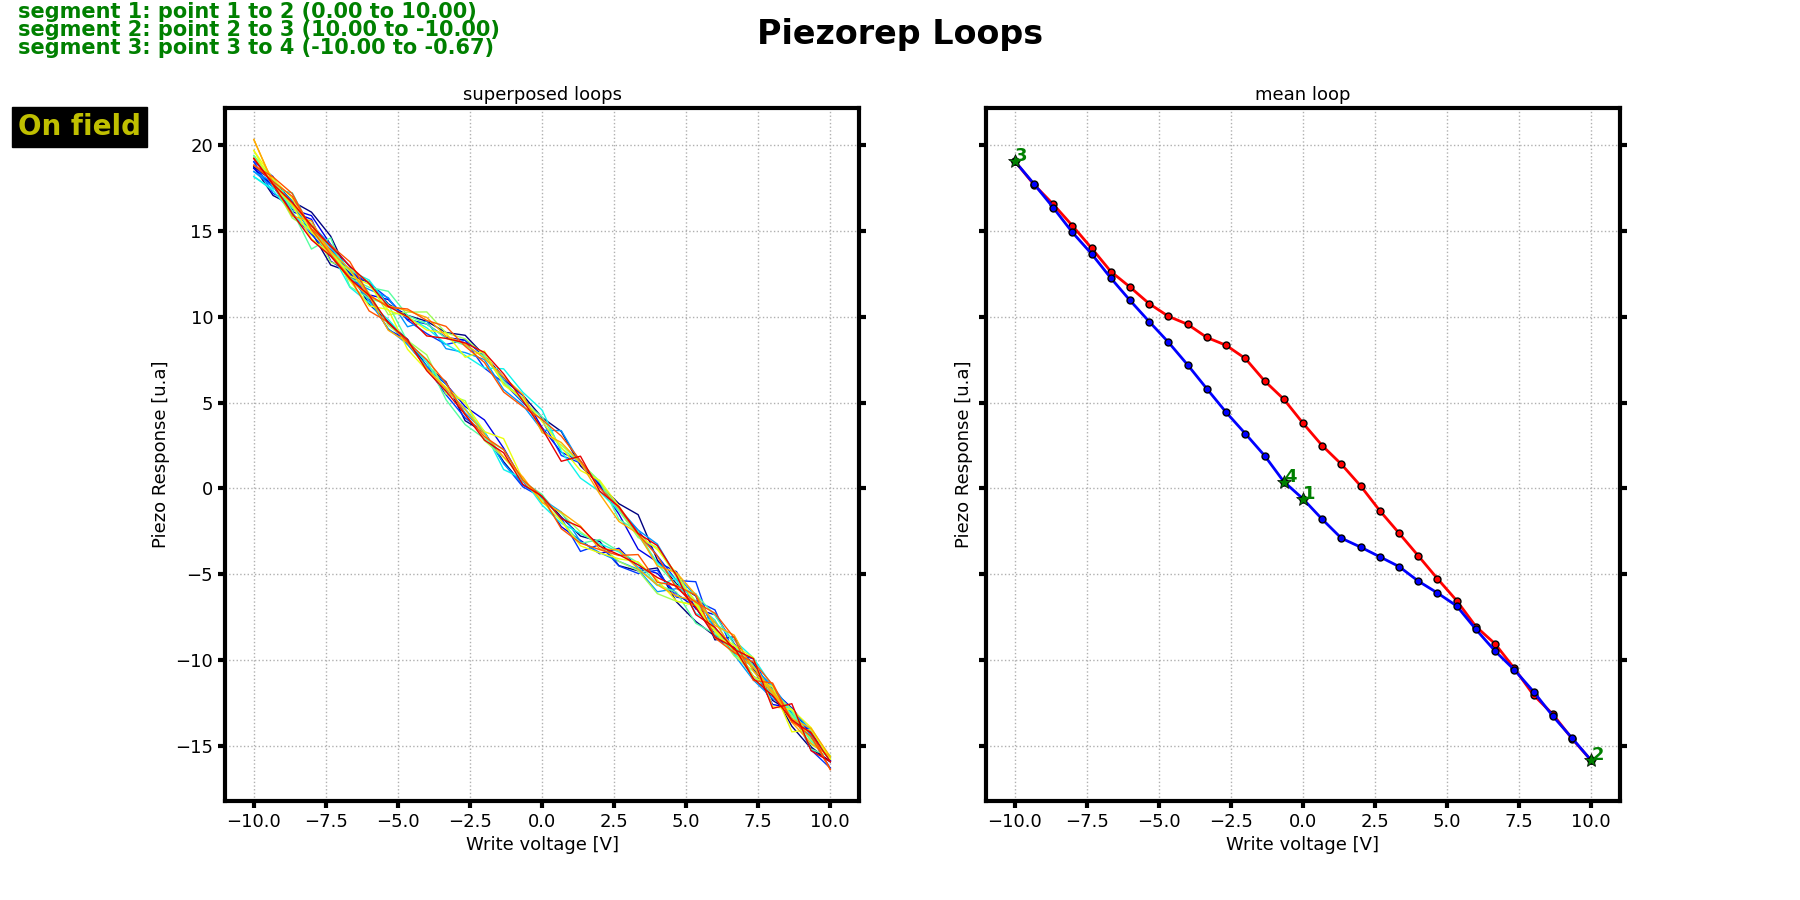 segment 1: point 1 to 2 (0.00 to 10.00)
segment 2: point 2 to 3 (10.00 to -10.00)
segment 3: point 3 to 4 (-10.00 to -0.67)
Piezorep Loops
On field
superposed loops
20
15
10
5
0
−5
−10
−15
Piezo Response [u.a]
−10.0 −7.5 −5.0 −2.5 0.0 2.5 5.0 7.5 10.0
Write voltage [V]
mean loop
Piezo Response [u.a]
3
4
1
2
−10.0 −7.5 −5.0 −2.5 0.0 2.5 5.0 7.5 10.0
Write voltage [V]